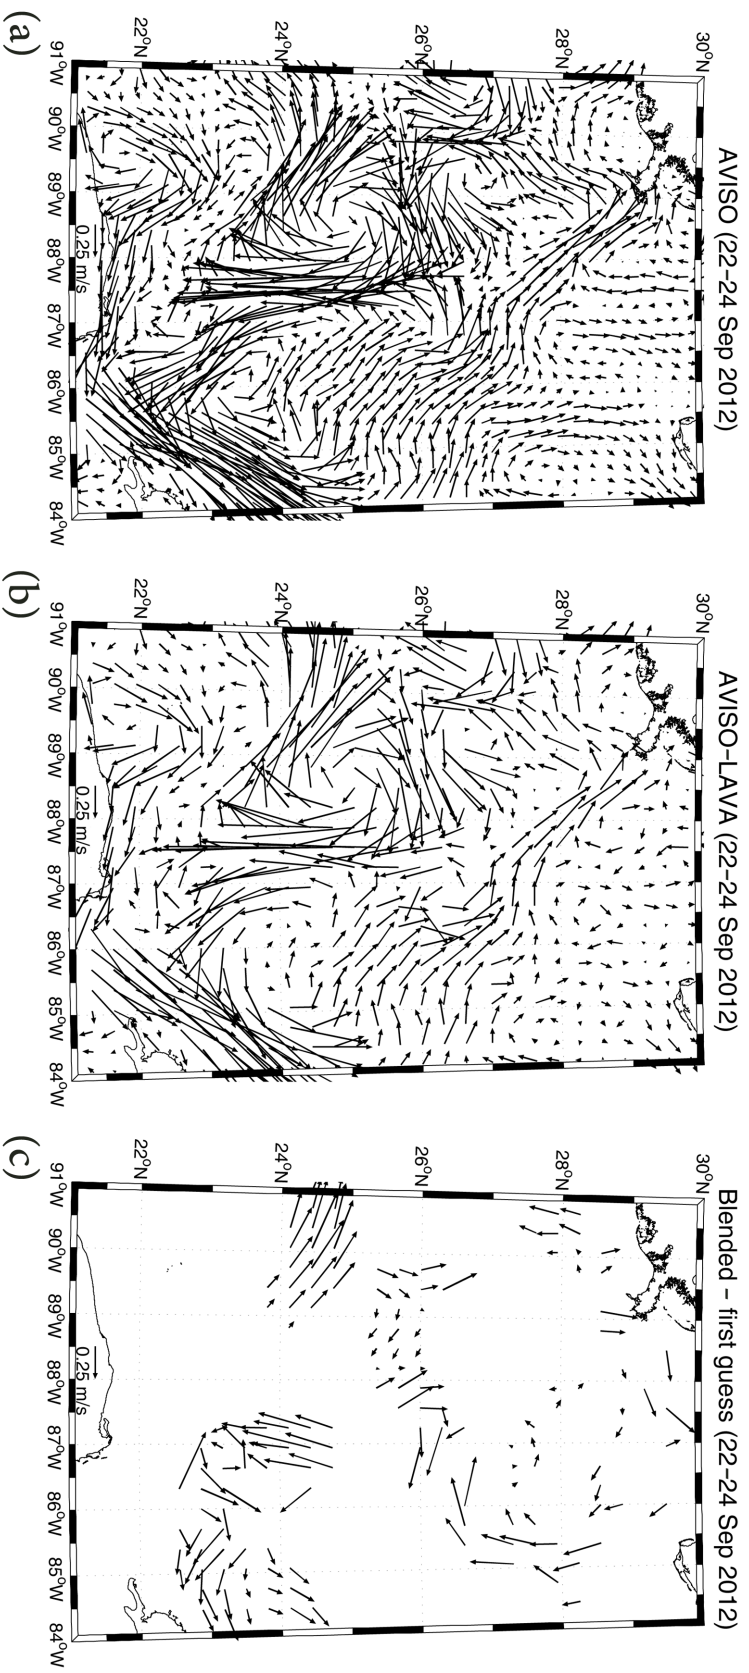 AVISO (22−24 Sep 2012)
30°N
28°N
26°N
24°N
22°N
91°W 90°W 89°W 88°W 87°W 86°W 85°W 84°W
0.25 m/s
(a)
AVISO−LAVA (22−24 Sep 2012)
30°N
28°N
26°N
24°N
22°N
91°W 90°W 89°W 88°W 87°W 86°W 85°W 84°W
0.25 m/s
(b)
Blended − first guess (22−24 Sep 2012)
30°N
28°N
26°N
24°N
22°N
91°W 90°W 89°W 88°W 87°W 86°W 85°W 84°W
0.25 m/s
(c)